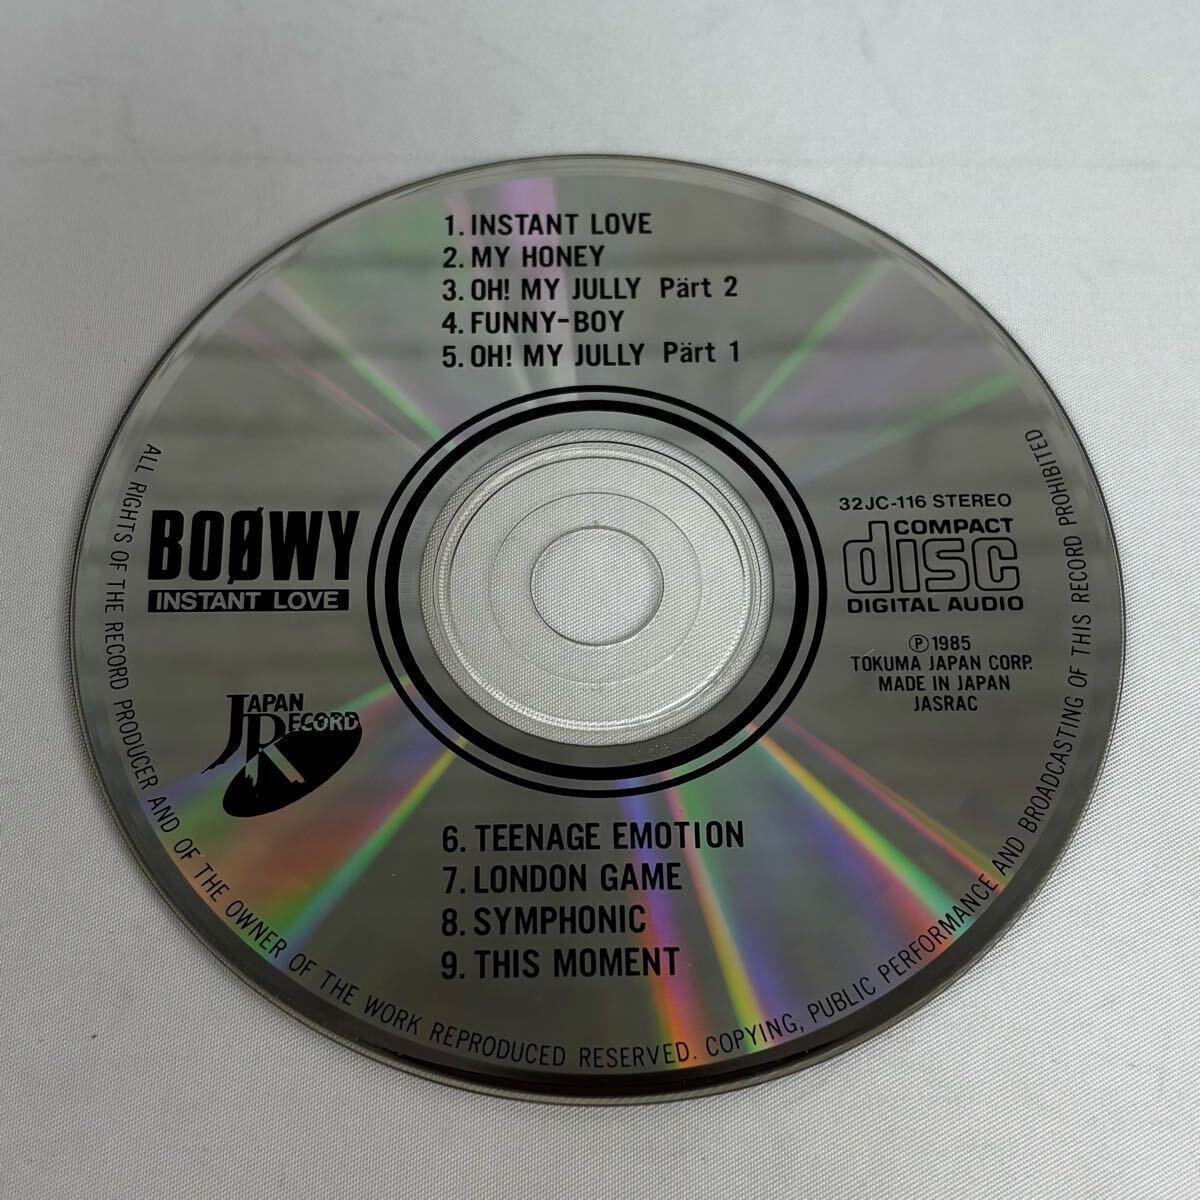 1. INSTANT LOVE
2. MY HONEY
3. OH! MY JULLY Pärt 2
4. FUNNY-BOY
5. OH! MY JULLY Pärt 1
BOØWY
INSTANT LOVE
JAPAN
RECORD
32JC-116 STEREO
COMPACT
disc
DIGITAL AUDIO
Ⓟ1985
TOKUMA JAPAN CORP.
MADE IN JAPAN
JASRAC
6. TEENAGE EMOTION
7. LONDON GAME
8. SYMPHONIC
9. THIS MOMENT
ALL RIGHTS OF THE RECORD PRODUCER AND OF THE OWNER OF THE WORK REPRODUCED RESERVED. COPYING, PUBLIC PERFORMANCE AND BROADCASTING OF THIS RECORD PROHIBITED